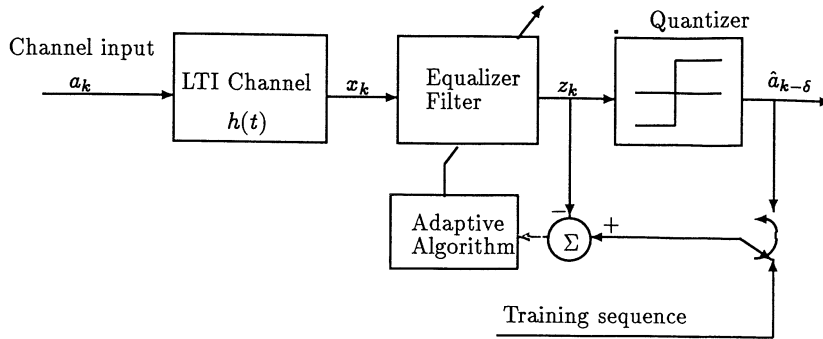 Channel input
a_k
LTI Channel
h(t)
x_k
Equalizer
Filter
z_k
Quantizer
â_{k-δ}
Adaptive
Algorithm
−
Σ
+
Training sequence